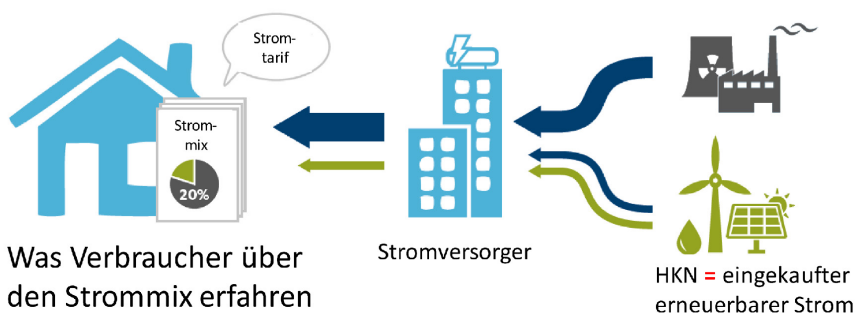 Strom-
tarif
Strom-
mix
20%
Stromversorger
Was Verbraucher über
den Strommix erfahren
HKN = eingekaufter
erneuerbarer Strom